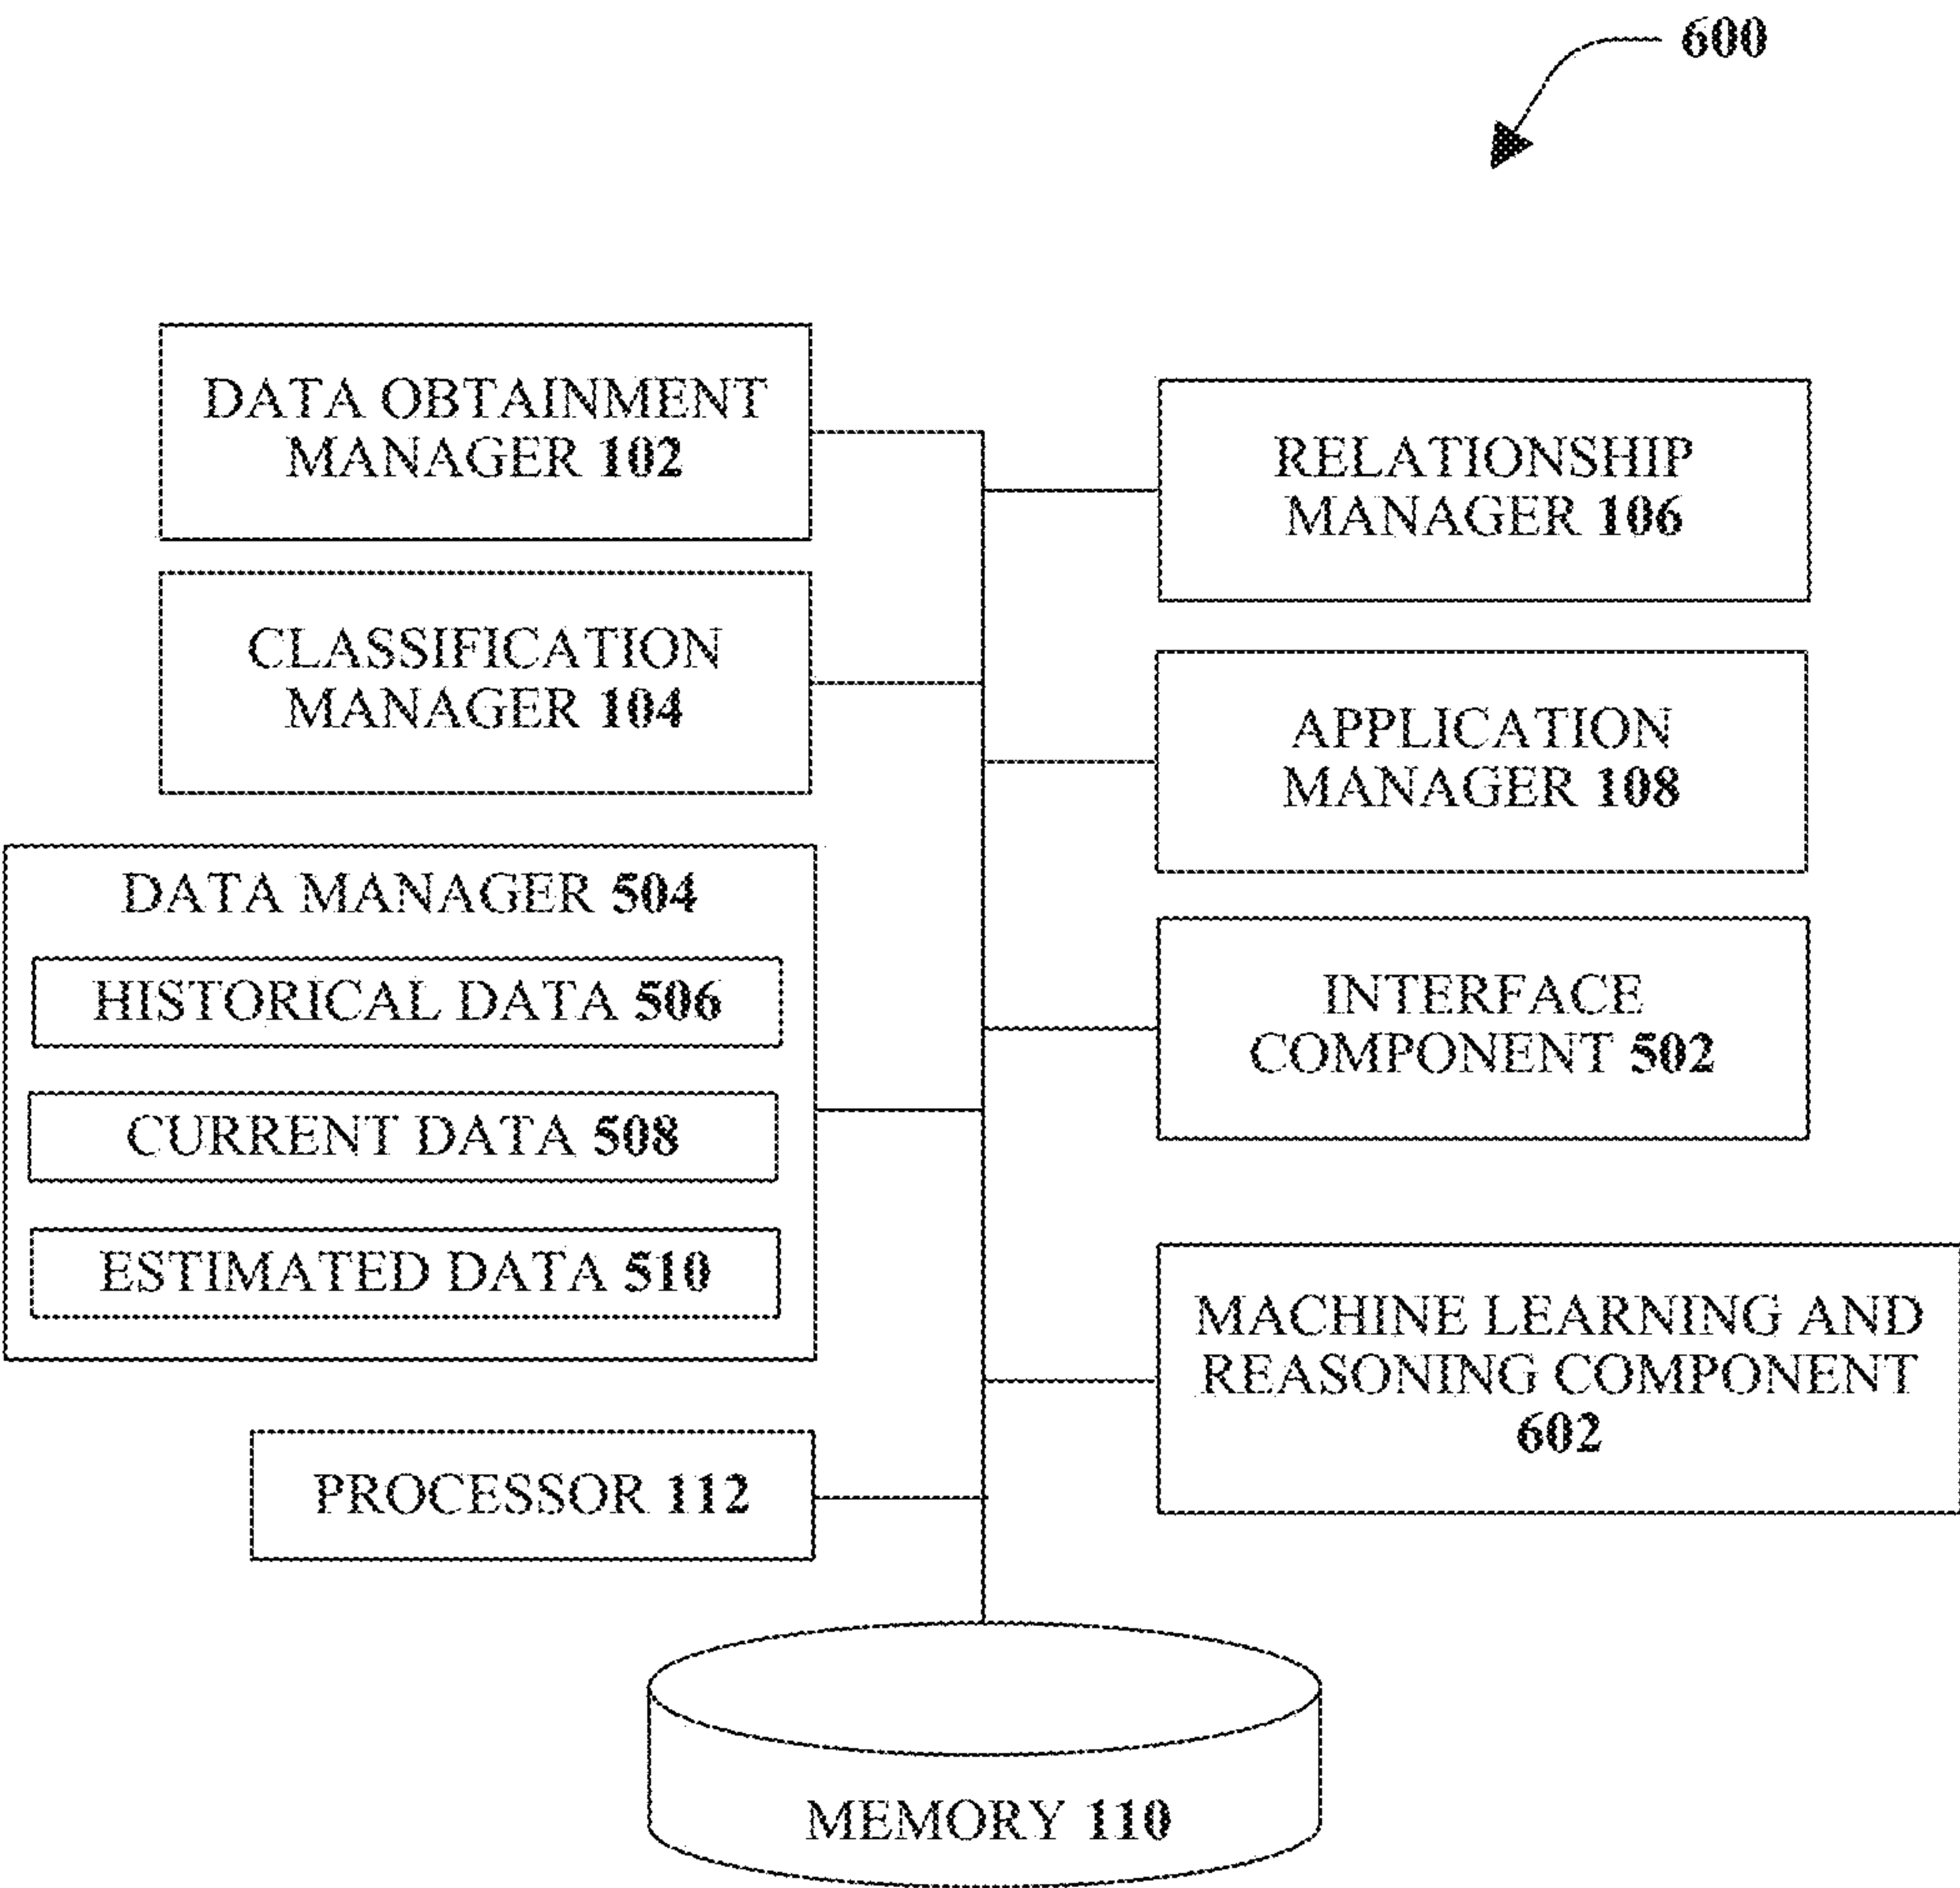 600
DATA OBTAINMENT
MANAGER 102
RELATIONSHIP
MANAGER 106
CLASSIFICATION
MANAGER 104
APPLICATION
MANAGER 108
DATA MANAGER 504
HISTORICAL DATA 506
CURRENT DATA 508
ESTIMATED DATA 510
INTERFACE
COMPONENT 502
MACHINE LEARNING AND
REASONING COMPONENT
602
PROCESSOR 112
MEMORY 110